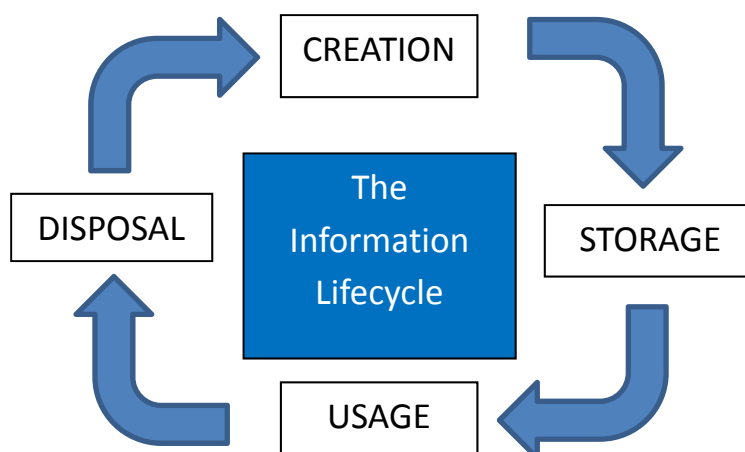 CREATION
The
Information
Lifecycle
DISPOSAL
STORAGE
USAGE